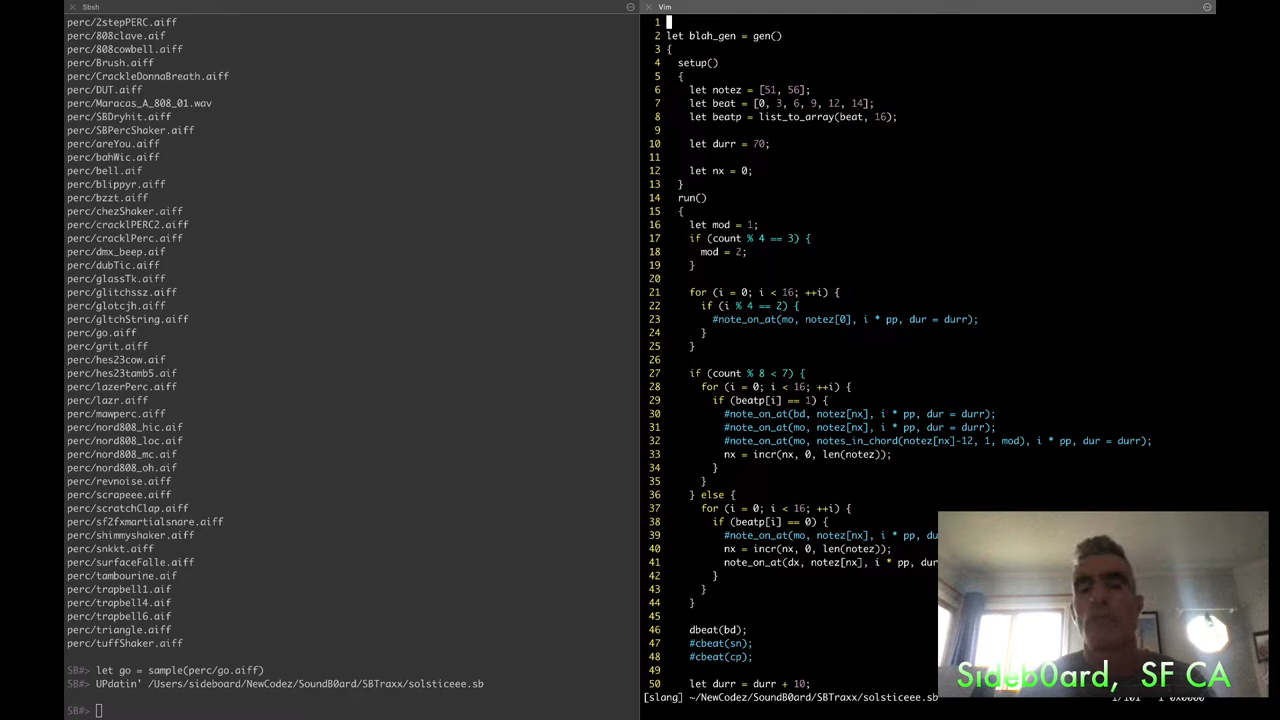 Sbsh
perc/2stepPERC.aiff
perc/808clave.aif
perc/808cowbell.aiff
perc/Brush.aiff
perc/CrackleDonnaBreath.aiff
perc/DUT.aiff
perc/Maracas_A_808_01.wav
perc/SBDryhit.aiff
perc/SBPercShaker.aiff
perc/areYou.aiff
perc/bahWic.aiff
perc/bell.aif
perc/blippyr.aiff
perc/bzzt.aiff
perc/chezShaker.aiff
perc/cracklPERC2.aiff
perc/cracklPerc.aiff
perc/dmx_beep.aif
perc/dubTic.aiff
perc/glassTk.aiff
perc/glitchssz.aiff
perc/glotcjh.aiff
perc/gltchString.aiff
perc/go.aiff
perc/grit.aiff
perc/hes23cow.aif
perc/hes23tamb5.aif
perc/lazerPerc.aiff
perc/lazr.aiff
perc/mawperc.aiff
perc/nord808_hic.aif
perc/nord808_loc.aif
perc/nord808_mc.aif
perc/nord808_oh.aif
perc/revnoise.aiff
perc/scrapeee.aiff
perc/scratchClap.aiff
perc/sf2fxmartialsnare.aiff
perc/shimmyshaker.aiff
perc/snkkt.aiff
perc/surfaceFalle.aiff
perc/tambourine.aif
perc/trapbell1.aif
perc/trapbell4.aif
perc/trapbell6.aif
perc/triangle.aiff
perc/tuffShaker.aiff
SB#> let go = sample(perc/go.aiff)
SB#> UPdatin' /Users/sideboard/NewCodez/SoundB0ard/SBTraxx/solsticeee.sb
SB#>
Vim
1
2 let blah_gen = gen()
3 {
4 setup()
5 {
6 let notez = [51, 56];
7 let beat = [0, 3, 6, 9, 12, 14];
8 let beatp = list_to_array(beat, 16);
9
10 let durr = 70;
11
12 let nx = 0;
13 }
14 run()
15 {
16 let mod = 1;
17 if (count % 4 == 3) {
18 mod = 2;
19 }
20
21 for (i = 0; i < 16; ++i) {
22 if (i % 4 == 2) {
23 #note_on_at(mo, notez[0], i * pp, dur = durr);
24 }
25 }
26
27 if (count % 8 < 7) {
28 for (i = 0; i < 16; ++i) {
29 if (beatp[i] == 1) {
30 #note_on_at(bd, notez[nx], i * pp, dur = durr);
31 #note_on_at(mo, notez[nx], i * pp, dur = durr);
32 #note_on_at(mo, notes_in_chord(notez[nx]-12, 1, mod), i * pp, dur = durr);
33 nx = incr(nx, 0, len(notez));
34 }
35 }
36 } else {
37 for (i = 0; i < 16; ++i) {
38 if (beatp[i] == 0) {
39 #note_on_at(mo, notez[nx], i * pp, du
40 nx = incr(nx, 0, len(notez));
41 note_on_at(dx, notez[nx], i * pp, dur
42 }
43 }
44 }
45
46 dbeat(bd);
47 #cbeat(sn);
48 #cbeat(cp);
49
50 let durr = durr + 10;
[slang] ~/NewCodez/SoundB0ard/SBTraxx/solsticeee.sb
Sideb0ard, SF CA